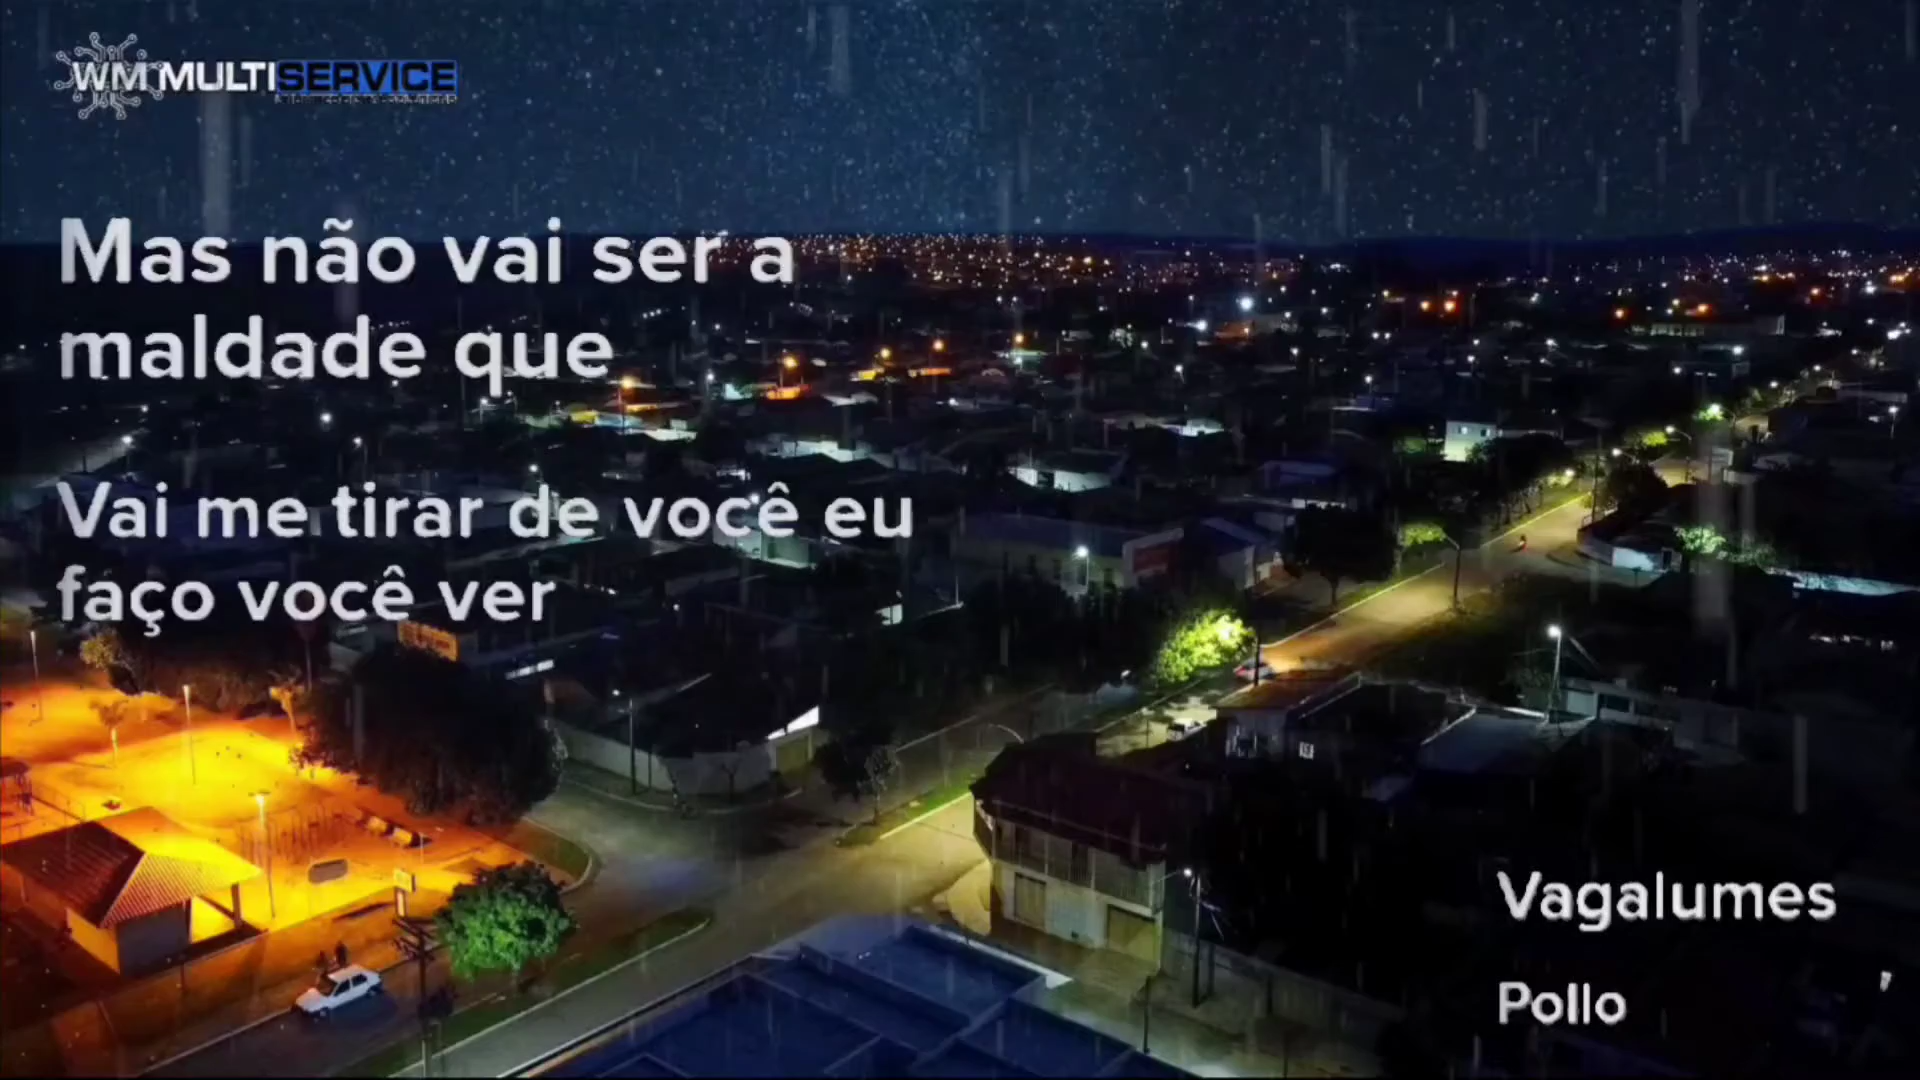 WM MULTISERVICE
Mas não vai ser a
maldade que
Vai me tirar de você eu
faço você ver
Vagalumes
Pollo